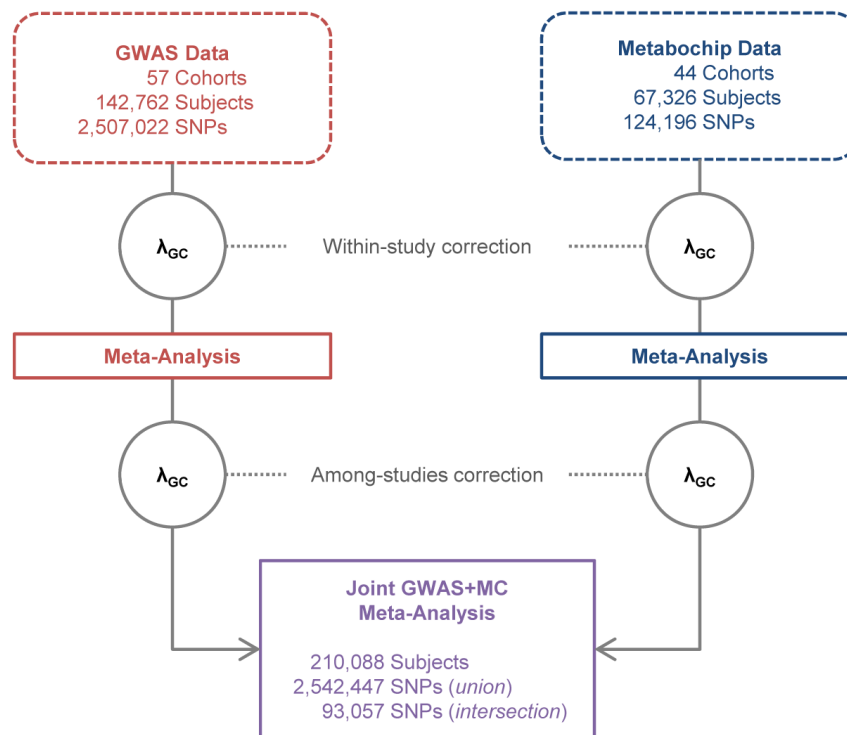 GWAS Data
57 Cohorts
142,762 Subjects
2,507,022 SNPs
Metabochip Data
44 Cohorts
67,326 Subjects
124,196 SNPs
λGC
Within-study correction
λGC
Meta-Analysis
Meta-Analysis
λGC
Among-studies correction
λGC
Joint GWAS+MC
Meta-Analysis
210,088 Subjects
2,542,447 SNPs (union)
93,057 SNPs (intersection)